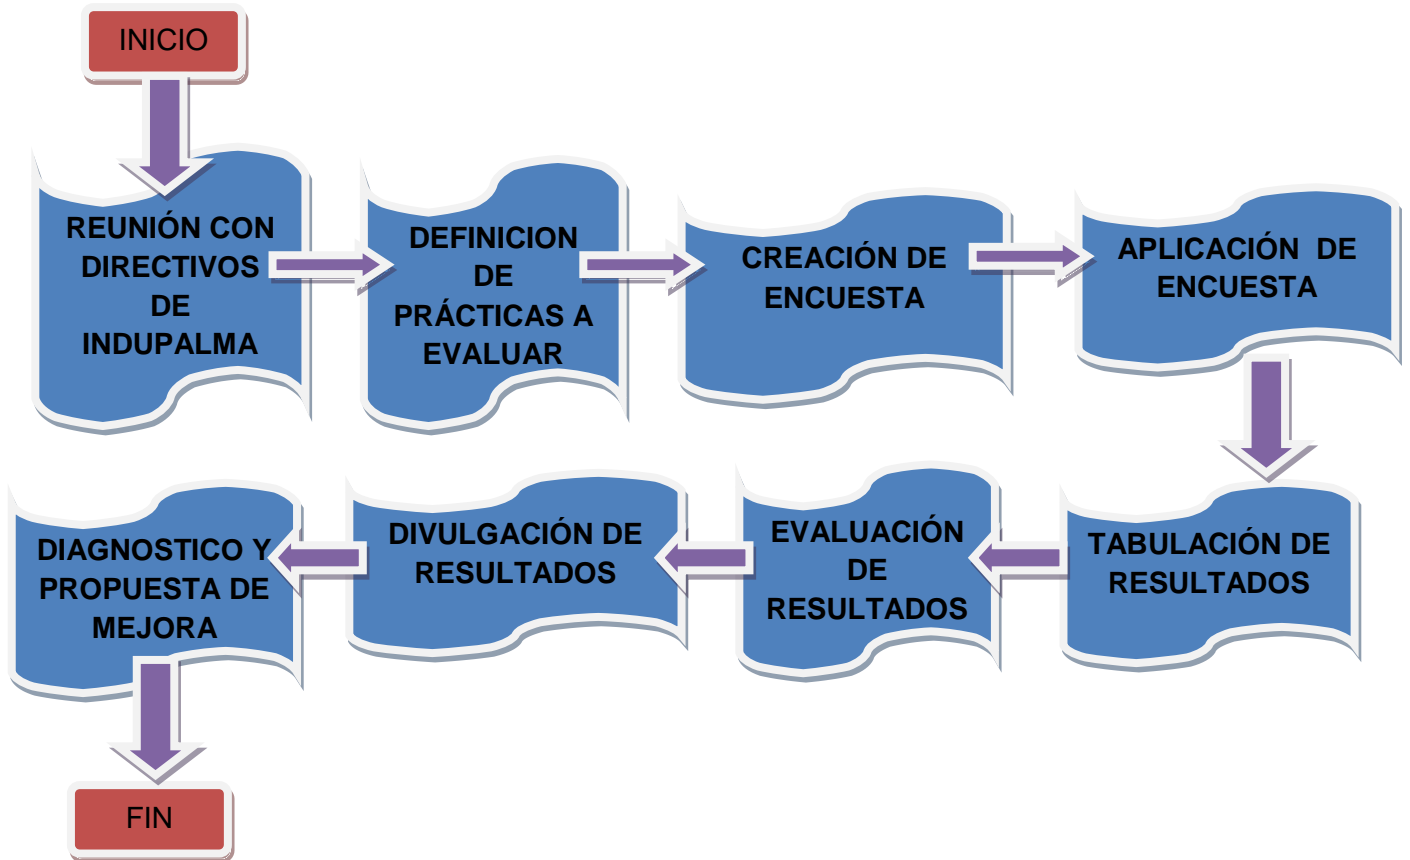 INICIO
REUNIÓN CON
DIRECTIVOS
DE
INDUPALMA
DEFINICION
DE
PRÁCTICAS A
EVALUAR
CREACIÓN DE
ENCUESTA
APLICACIÓN DE
ENCUESTA
TABULACIÓN DE
RESULTADOS
EVALUACIÓN
DE
RESULTADOS
DIVULGACIÓN DE
RESULTADOS
DIAGNOSTICO Y
PROPUESTA DE
MEJORA
FIN